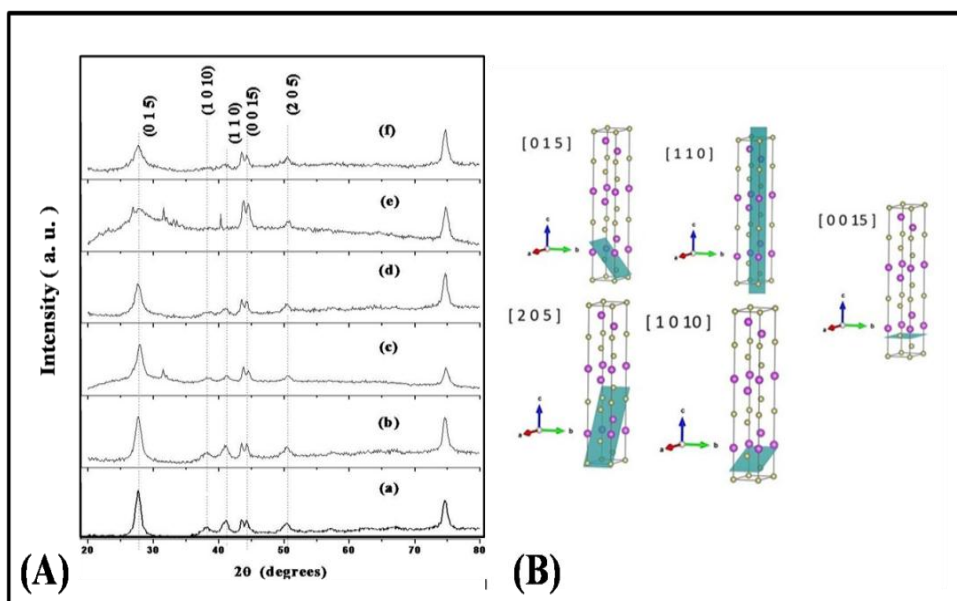 (0 1 5)
(1 0 10)
(1 1 0)
(0 0 15)
(2 0 5)
(f)
(e)
(d)
(c)
(b)
(a)
Intensity ( a. u. )
20 30 40 50 60 70 80
2θ (degrees)
(A)
[ 0 1 5 ]
c
a
b
[ 1 1 0 ]
c
a
b
[ 0 0 15 ]
c
a
b
[ 2 0 5 ]
c
a
b
[ 1 0 10 ]
c
a
b
(B)